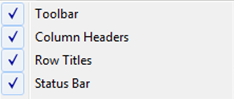 Toolbar
Column Headers
Row Titles
Status Bar